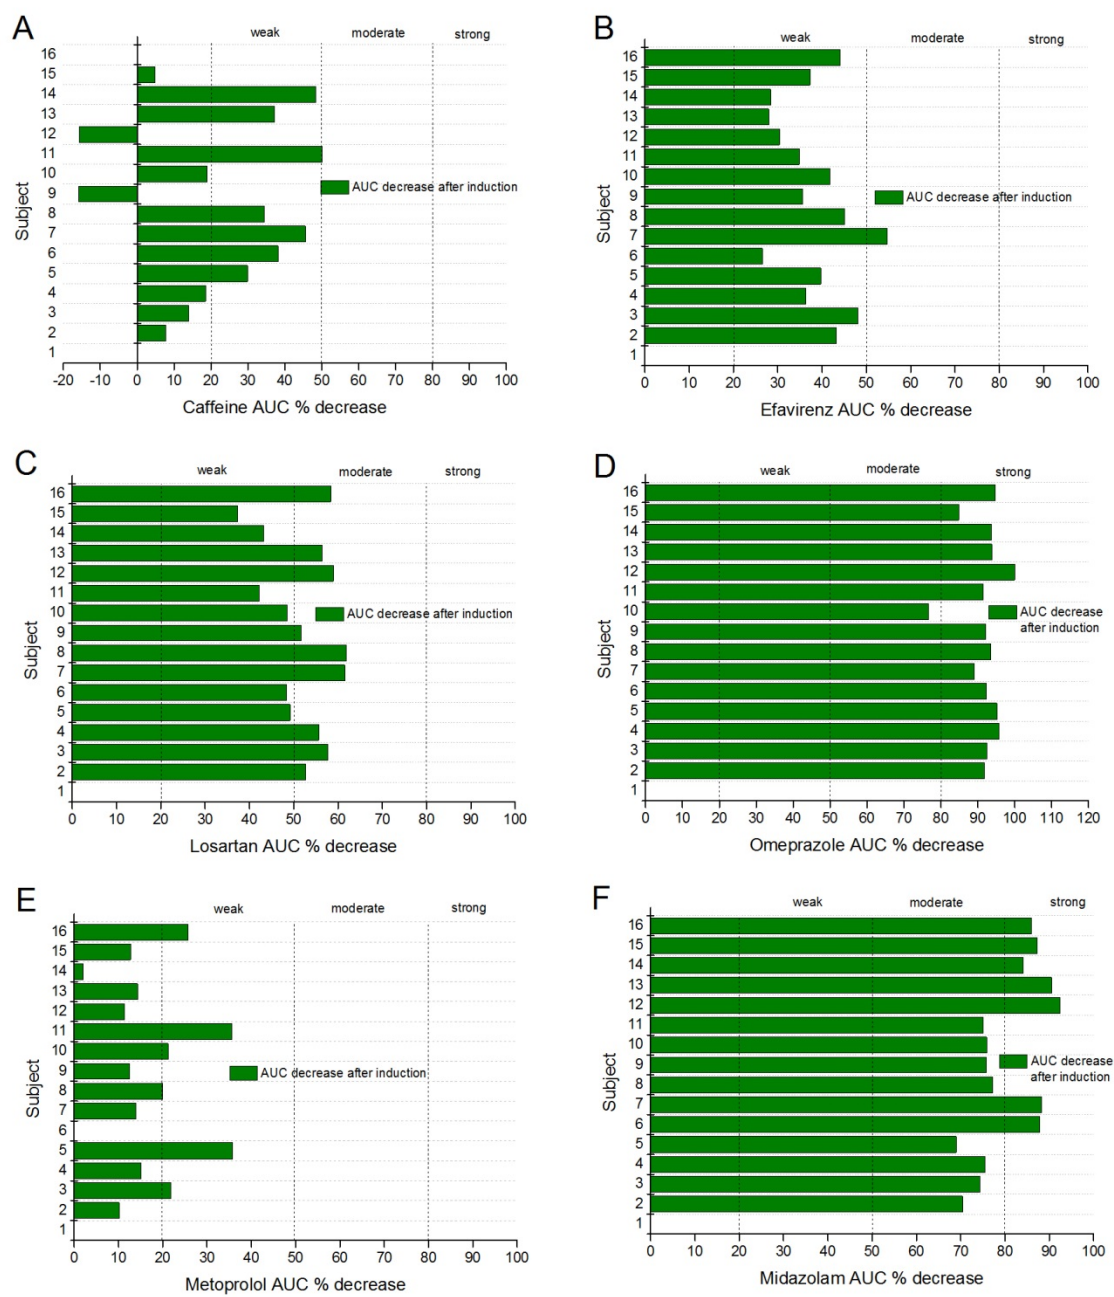 A
weak moderate strong
16
15
14
13
12
11
10
9
8
7
6
5
4
3
2
1
Subject
AUC decrease after induction
-20 -10 0 10 20 30 40 50 60 70 80 90 100
Caffeine AUC % decrease
B
weak moderate strong
16
15
14
13
12
11
10
9
8
7
6
5
4
3
2
1
Subject
AUC decrease after induction
0 10 20 30 40 50 60 70 80 90 100
Efavirenz AUC % decrease
C
weak moderate strong
16
15
14
13
12
11
10
9
8
7
6
5
4
3
2
1
Subject
AUC decrease after induction
0 10 20 30 40 50 60 70 80 90 100
Losartan AUC % decrease
D
weak moderate strong
16
15
14
13
12
11
10
9
8
7
6
5
4
3
2
1
Subject
AUC decrease
after induction
0 10 20 30 40 50 60 70 80 90 100 110 120
Omeprazole AUC % decrease
E
weak moderate strong
16
15
14
13
12
11
10
9
8
7
6
5
4
3
2
1
Subject
AUC decrease after induction
0 10 20 30 40 50 60 70 80 90 100
Metoprolol AUC % decrease
F
weak moderate strong
16
15
14
13
12
11
10
9
8
7
6
5
4
3
2
1
Subject
AUC decrease
after induction
0 10 20 30 40 50 60 70 80 90 100
Midazolam AUC % decrease